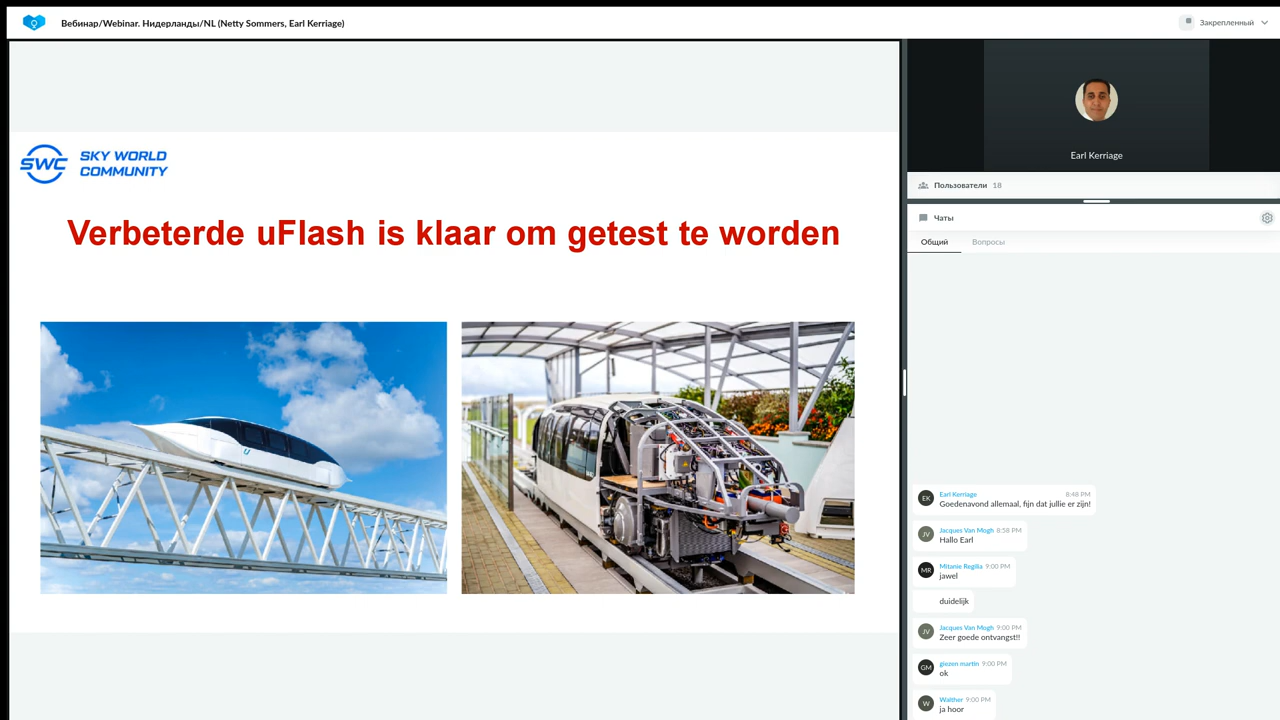 Вебинар/Webinar. Нидерланды/NL (Netty Sommers, Earl Kerriage)
Закрепленный
SWC SKY WORLD
COMMUNITY
Verbeterde uFlash is klaar om getest te worden
Earl Kerriage
Пользователи 18
Чаты
Общий Вопросы
EK Earl Kerriage 8:48 PM
Goedenavond allemaal, fijn dat jullie er zijn!
JV Jacques Van Mogh 8:58 PM
Hallo Earl
MR Mitanie Regilia 9:00 PM
jawel
duidelijk
JV Jacques Van Mogh 9:00 PM
Zeer goede ontvangst!!
GM giezen martin 9:00 PM
ok
W Walther 9:00 PM
ja hoor